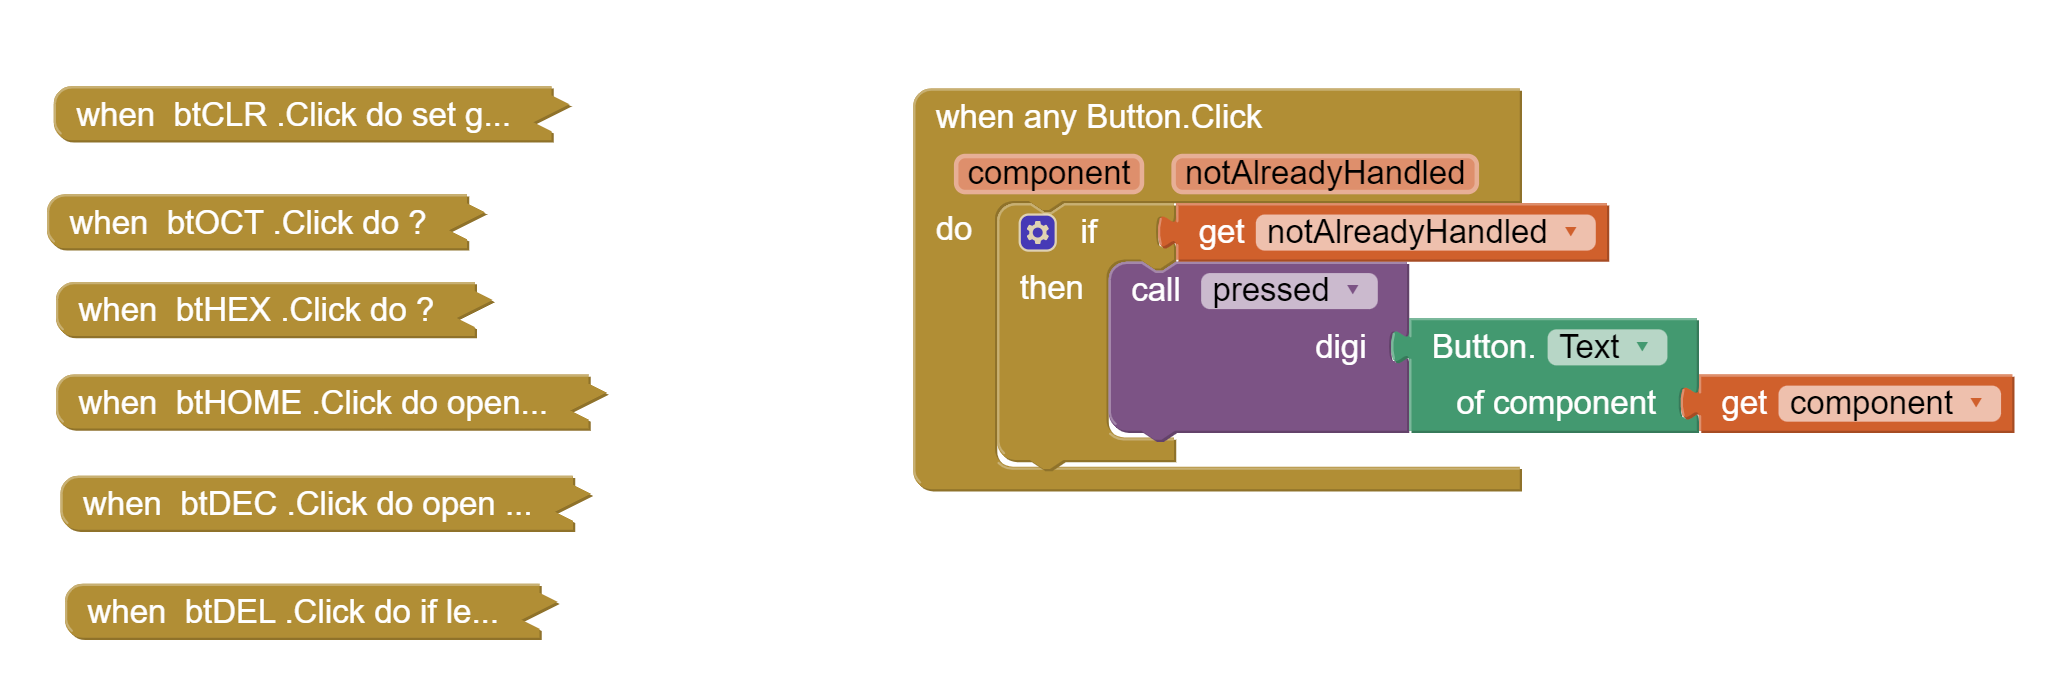 when btCLR .Click do set g...
when btOCT .Click do ?
when btHEX .Click do ?
when btHOME .Click do open...
when btDEC .Click do open ...
when btDEL .Click do if le...
when any Button.Click
component notAlreadyHandled
do if get notAlreadyHandled
then call pressed
digi Button. Text
of component get component